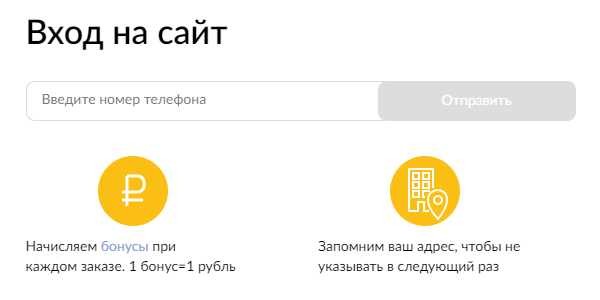 Вход на сайт
Введите номер телефона
Отправить
Начисляем бонусы при
каждом заказе. 1 бонус=1 рубль
Запомним ваш адрес, чтобы не
указывать в следующий раз